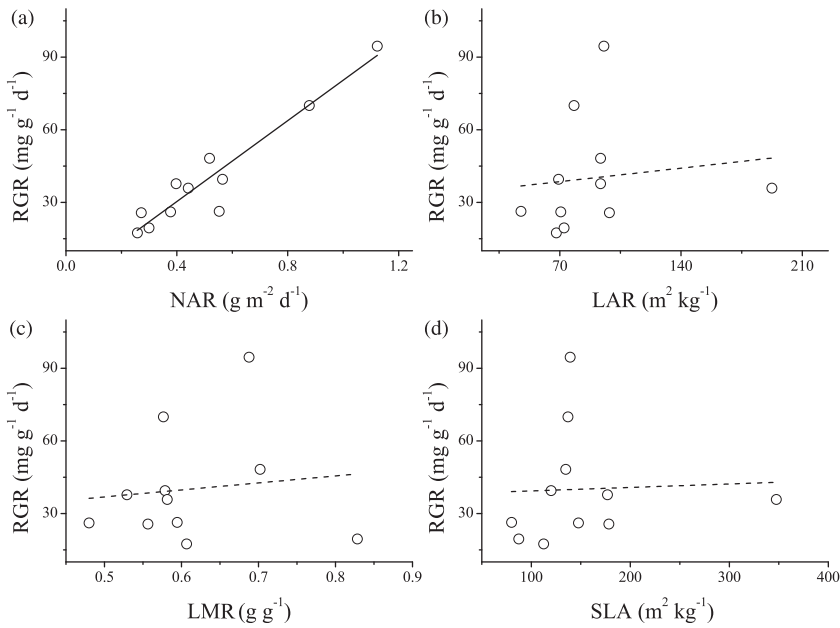 (a)
RGR (mg g⁻¹ d⁻¹)
90
60
30
0.0 0.4 0.8 1.2
NAR (g m⁻² d⁻¹)
(b)
RGR (mg g⁻¹ d⁻¹)
90
60
30
70 140 210
LAR (m² kg⁻¹)
(c)
RGR (mg g⁻¹ d⁻¹)
90
60
30
0.5 0.6 0.7 0.8 0.9
LMR (g g⁻¹)
(d)
RGR (mg g⁻¹ d⁻¹)
90
60
30
100 200 300 400
SLA (m² kg⁻¹)